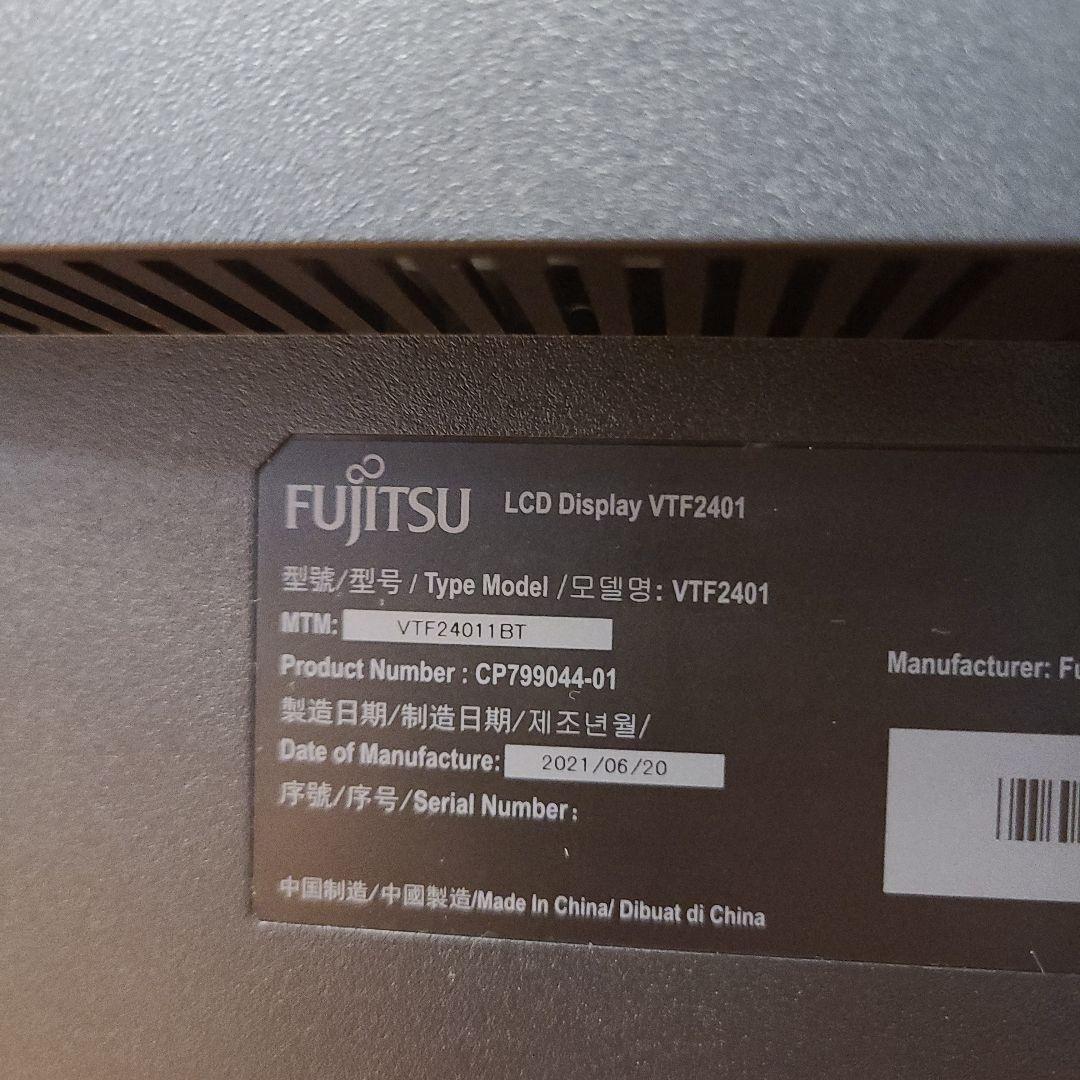 FUJITSU LCD Display VTF2401
型號/型号 / Type Model /모델명: VTF2401
MTM: VTF24011BT
Product Number : CP799044-01
製造日期/制造日期/제조년월/
Date of Manufacture: 2021/06/20
序號/序号/Serial Number :
中国制造/中國製造/Made In China/ Dibuat di China
Manufacturer: